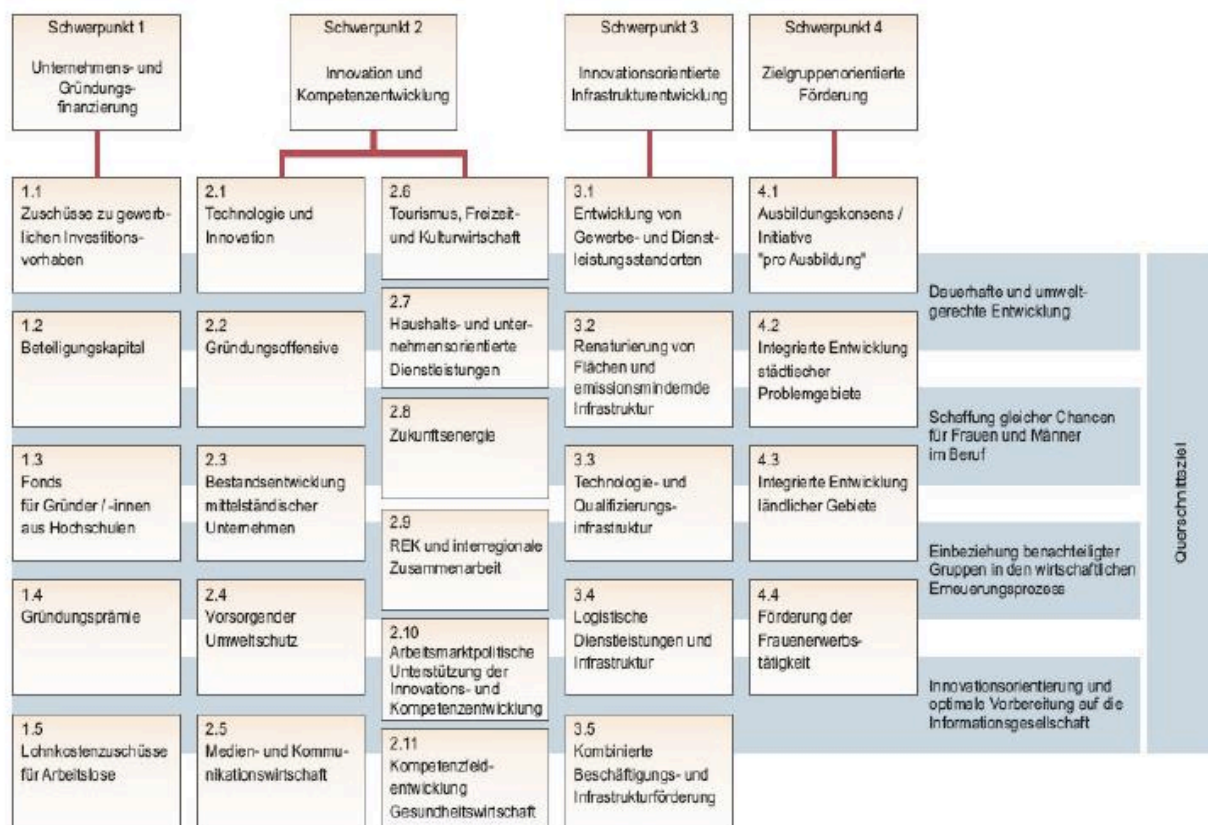 Schwerpunkt 1
Unternehmens- und
Gründungs-
finanzierung
Schwerpunkt 2
Innovation und
Kompetenzentwicklung
Schwerpunkt 3
Innovationsorientierte
Infrastrukturentwicklung
Schwerpunkt 4
Zielgruppenorientierte
Förderung
1.1
Zuschüsse zu gewerb-
lichen Investitions-
vorhaben
1.2
Beteiligungskapital
1.3
Fonds
für Gründer / -innen
aus Hochschulen
1.4
Gründungsprämie
1.5
Lohnkostenzuschüsse
für Arbeitslose
2.1
Technologie und
Innovation
2.2
Gründungsoffensive
2.3
Bestandsentwicklung
mittelständischer
Unternehmen
2.4
Vorsorgender
Umweltschutz
2.5
Medien- und Kommu-
nikationswirtschaft
2.6
Tourismus, Freizeit
und Kulturwirtschaft
2.7
Haushalts- und unter-
nehmensorientierte
Dienstleistungen
2.8
Zukunftsenergie
2.9
REK und interregionale
Zusammenarbeit
2.10
Arbeitsmarktpolitische
Unterstützung der
Innovations- und
Kompetenzentwicklung
2.11
Kompetenzfeld-
entwicklung
Gesundheitswirtschaft
3.1
Entwicklung von
Gewerbe- und Dienst-
leistungsstandorten
3.2
Renaturierung von
Flächen und
emissionsmindernde
Infrastruktur
3.3
Technologie- und
Qualifizierungs-
infrastruktur
3.4
Logistische
Dienstleistungen und
Infrastruktur
3.5
Kombinierte
Beschäftigungs- und
Infrastrukturförderung
4.1
Ausbildungskonsens /
Initiative
"pro Ausbildung"
4.2
Integrierte Entwicklung
städtischer
Problemgebiete
4.3
Integrierte Entwicklung
ländlicher Gebiete
4.4
Förderung der
Frauenerwerbs-
tätigkeit
Dauerhafte und umwelt-
gerechte Entwicklung
Schaffung gleicher Chancen
für Frauen und Männer
im Beruf
Einbeziehung benachteiligter
Gruppen in den wirtschaftlichen
Erneuerungsprozess
Innovationsorientierung und
optimale Vorbereitung auf die
Informationsgesellschaft
Querschnittsziel